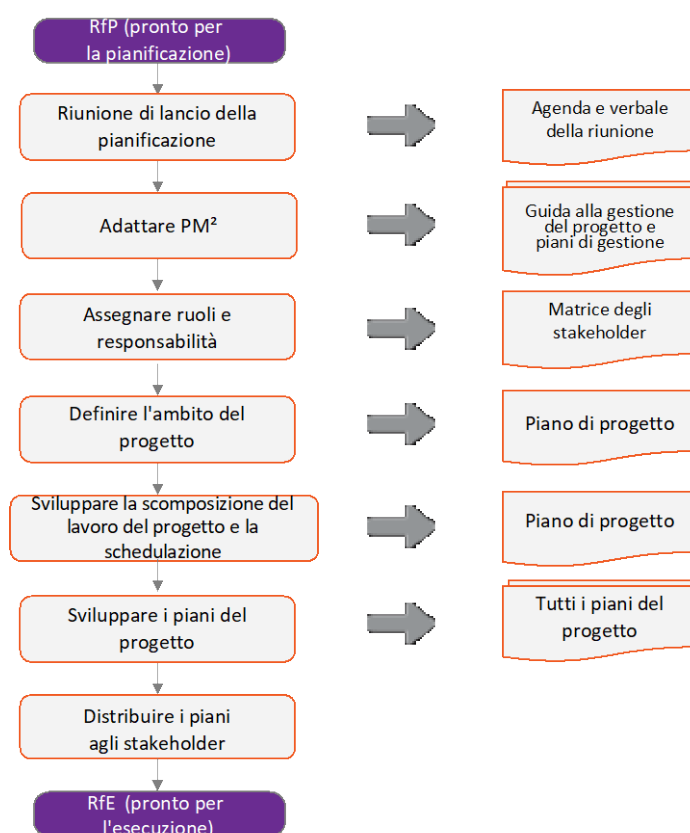 RfP (pronto per
la pianificazione)
Riunione di lancio della
pianificazione
Agenda e verbale
della riunione
Adattare PM²
Guida alla gestione
del progetto e
piani di gestione
Assegnare ruoli e
responsabilità
Matrice degli
stakeholder
Definire l'ambito del
progetto
Piano di progetto
Sviluppare la scomposizione del
lavoro del progetto e la
schedulazione
Piano di progetto
Sviluppare i piani del
progetto
Tutti i piani del
progetto
Distribuire i piani
agli stakeholder
RfE (pronto per
l'esecuzione)